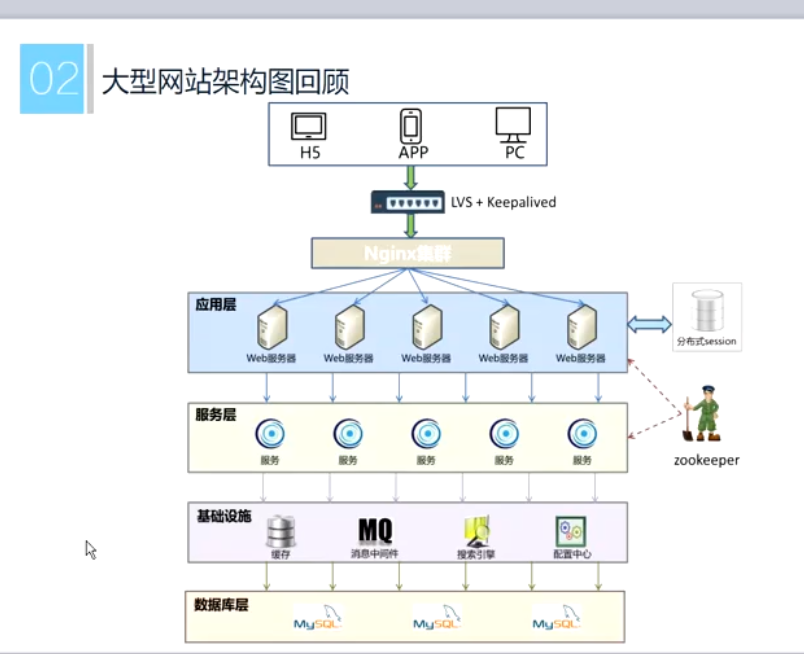 02
大型网站架构图回顾
H5
APP
PC
LVS + Keepalived
Nginx集群
应用层
Web服务器
Web服务器
Web服务器
Web服务器
Web服务器
分布式session
服务层
服务
服务
服务
服务
服务
zookeeper
基础设施
MQ
缓存
消息中间件
搜索引擎
配置中心
数据库层
MySQL
MySQL
MySQL